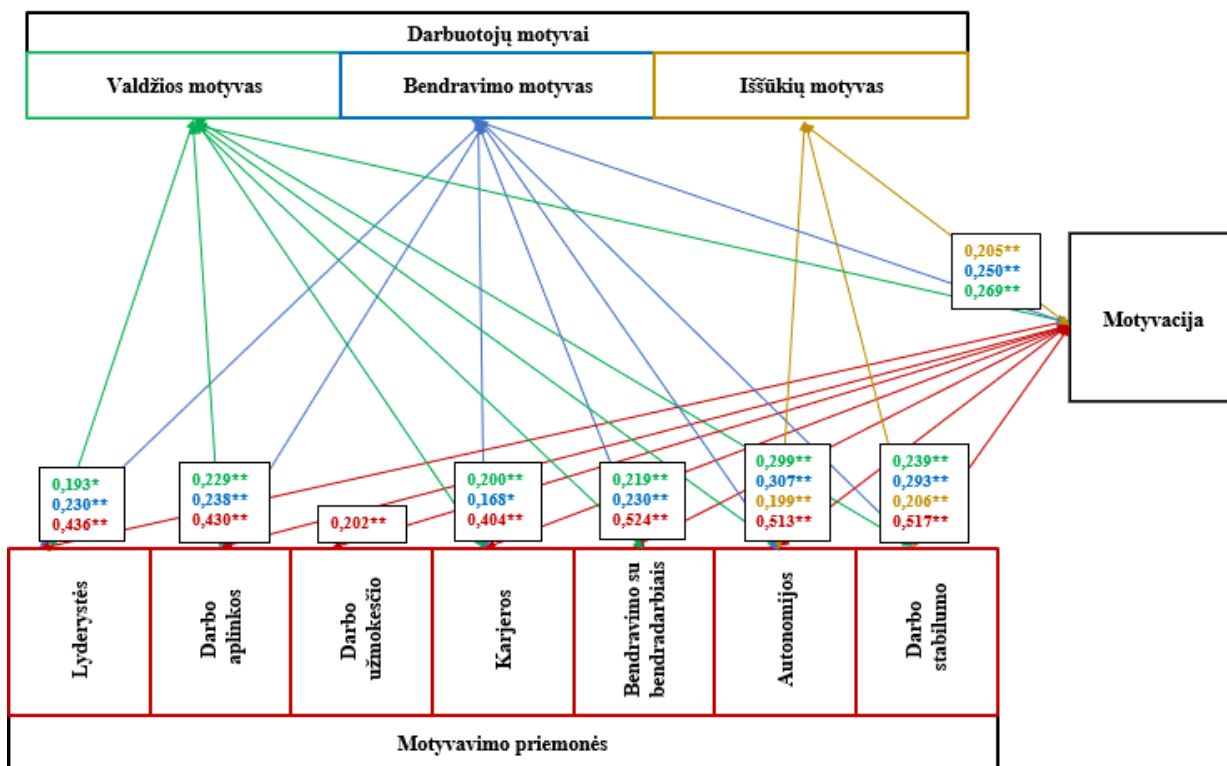 Darbuotojų motyvai
Valdžios motyvas
Bendravimo motyvas
Iššūkių motyvas
0,205**
0,250**
0,269**
Motyvacija
0,193*
0,230**
0,436**
0,229**
0,238**
0,430**
0,202**
0,200**
0,168*
0,404**
0,219**
0,230**
0,524**
0,299**
0,307**
0,199**
0,513**
0,239**
0,293**
0,206**
0,517**
Lyderystės
Darbo
aplinkos
Darbo
užmokesčio
Karjeros
Bendravimo su
bendradarbiais
Autonomijos
Darbo
stabilumo
Motyvavimo priemonės